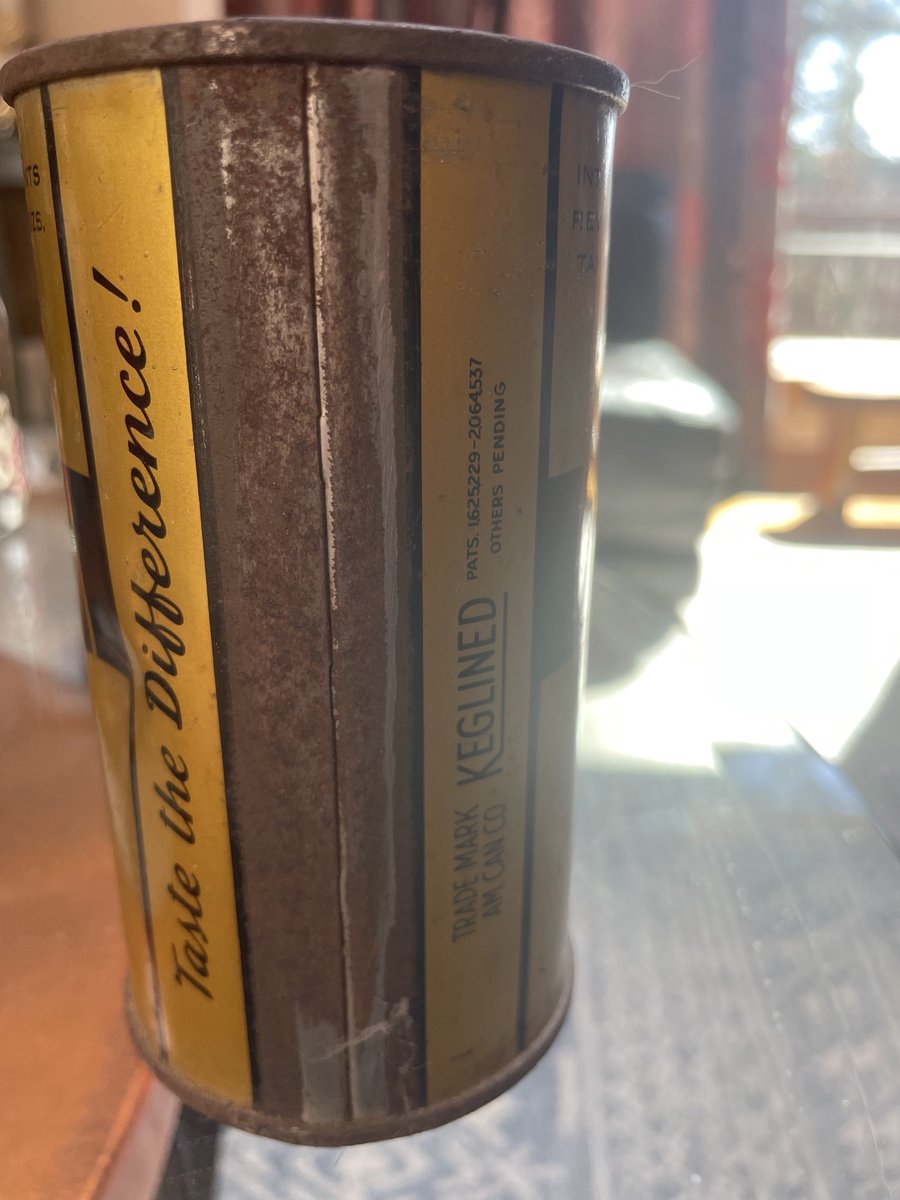 Taste the Difference!
TRADE MARK
AM. CAN CO.
KEGLINED
PATS. 1625229-2064537
OTHERS PENDING